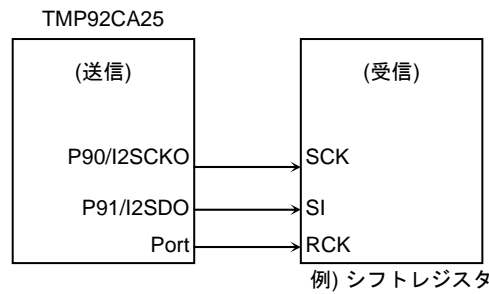 TMP92CA25
(送信)
(受信)
P90/I2SCKO
SCK
P91/I2SDO
SI
Port
RCK
例) シフトレジスタ